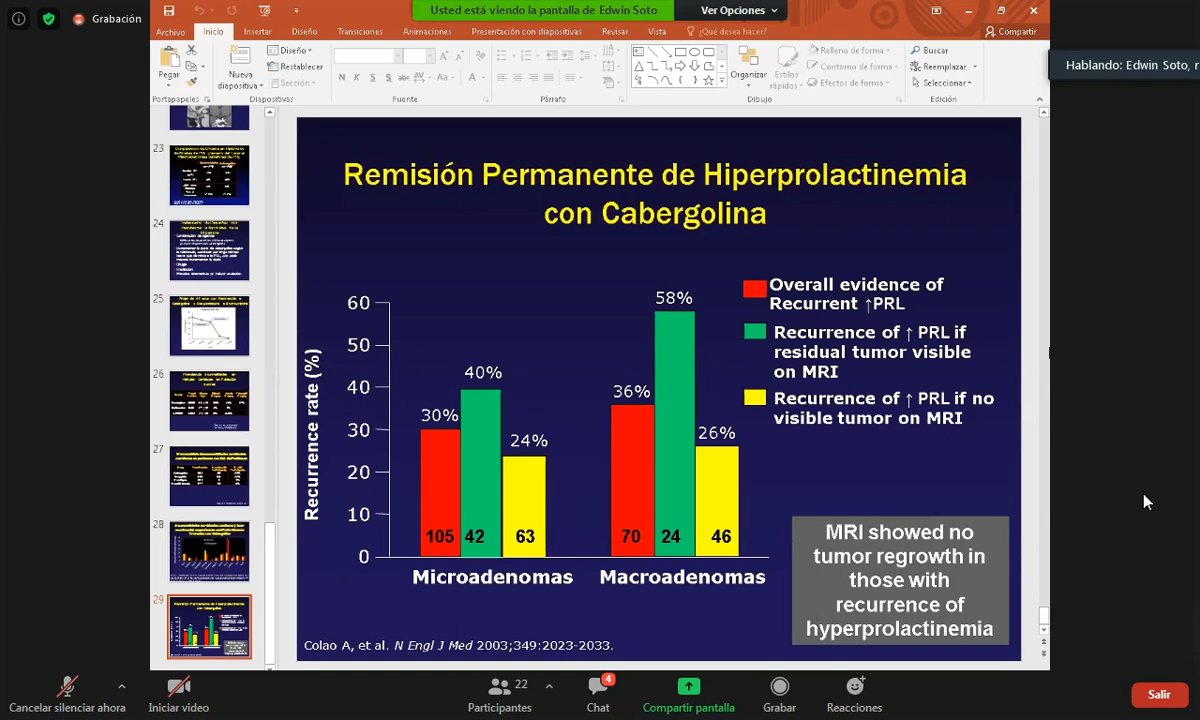 Grabación
Usted está viendo la pantalla de Edwin Soto
Ver Opciones
Archivo Inicio Insertar Diseño Transiciones Animaciones Presentación con diapositivas Revisar Vista ¿Qué desea hacer? Compartir
Pegar
Nueva diapositiva
Diseño
Restablecer
Sección
N K S S abc AV Aa A
Organizar
Estilos rápidos
Relleno de forma
Contorno de forma
Efectos de forma
Buscar
Reemplazar
Seleccionar
Portapapeles Diapositivas Fuente Párrafo Dibujo Edición
Hablando: Edwin Soto, r
23
24
25
26
27
28
29
Remisión Permanente de Hiperprolactinemia
con Cabergolina
Recurrence rate (%)
60
50
40
30
20
10
0
30%
40%
24%
36%
58%
26%
105 42 63
70 24 46
Microadenomas Macroadenomas
Overall evidence of
Recurrent ↑PRL
Recurrence of ↑ PRL if
residual tumor visible
on MRI
Recurrence of ↑ PRL if no
visible tumor on MRI
MRI showed no
tumor regrowth in
those with
recurrence of
hyperprolactinemia
Colao A, et al. N Engl J Med 2003;349:2023-2033.
Cancelar silenciar ahora
Iniciar video
22
Participantes
4
Chat
Compartir pantalla
Grabar
Reacciones
Salir